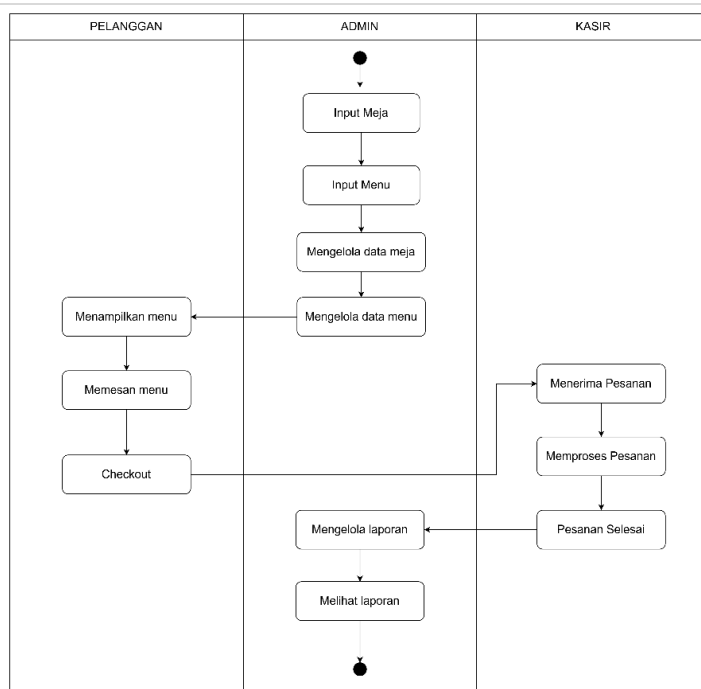 PELANGGAN
ADMIN
KASIR
Input Meja
Input Menu
Mengelola data meja
Mengelola data menu
Menampilkan menu
Memesan menu
Checkout
Menerima Pesanan
Memproses Pesanan
Pesanan Selesai
Mengelola laporan
Melihat laporan